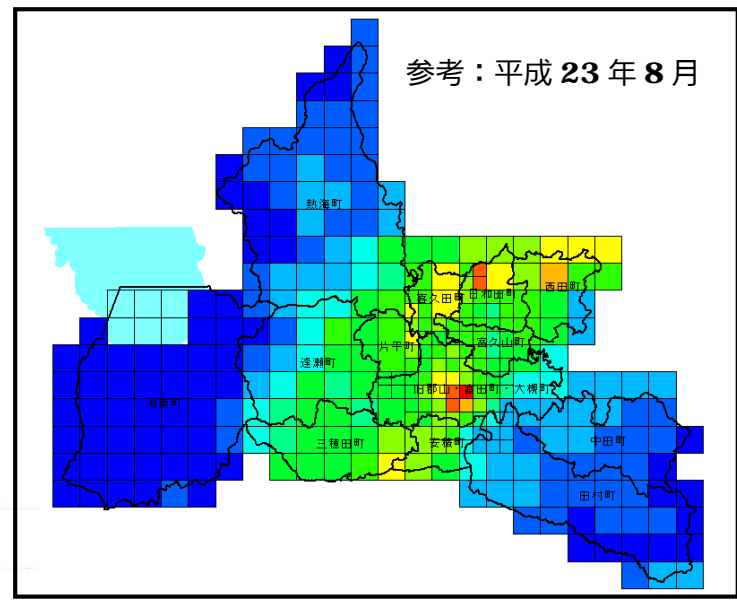 参考：平成 23 年 8 月
熱海町
西田町
喜久田町
日和田町
富久山町
片平町
逢瀬町
旧郡山・富田町・大槻町
湖南町
三穂田町
安積町
中田町
田村町